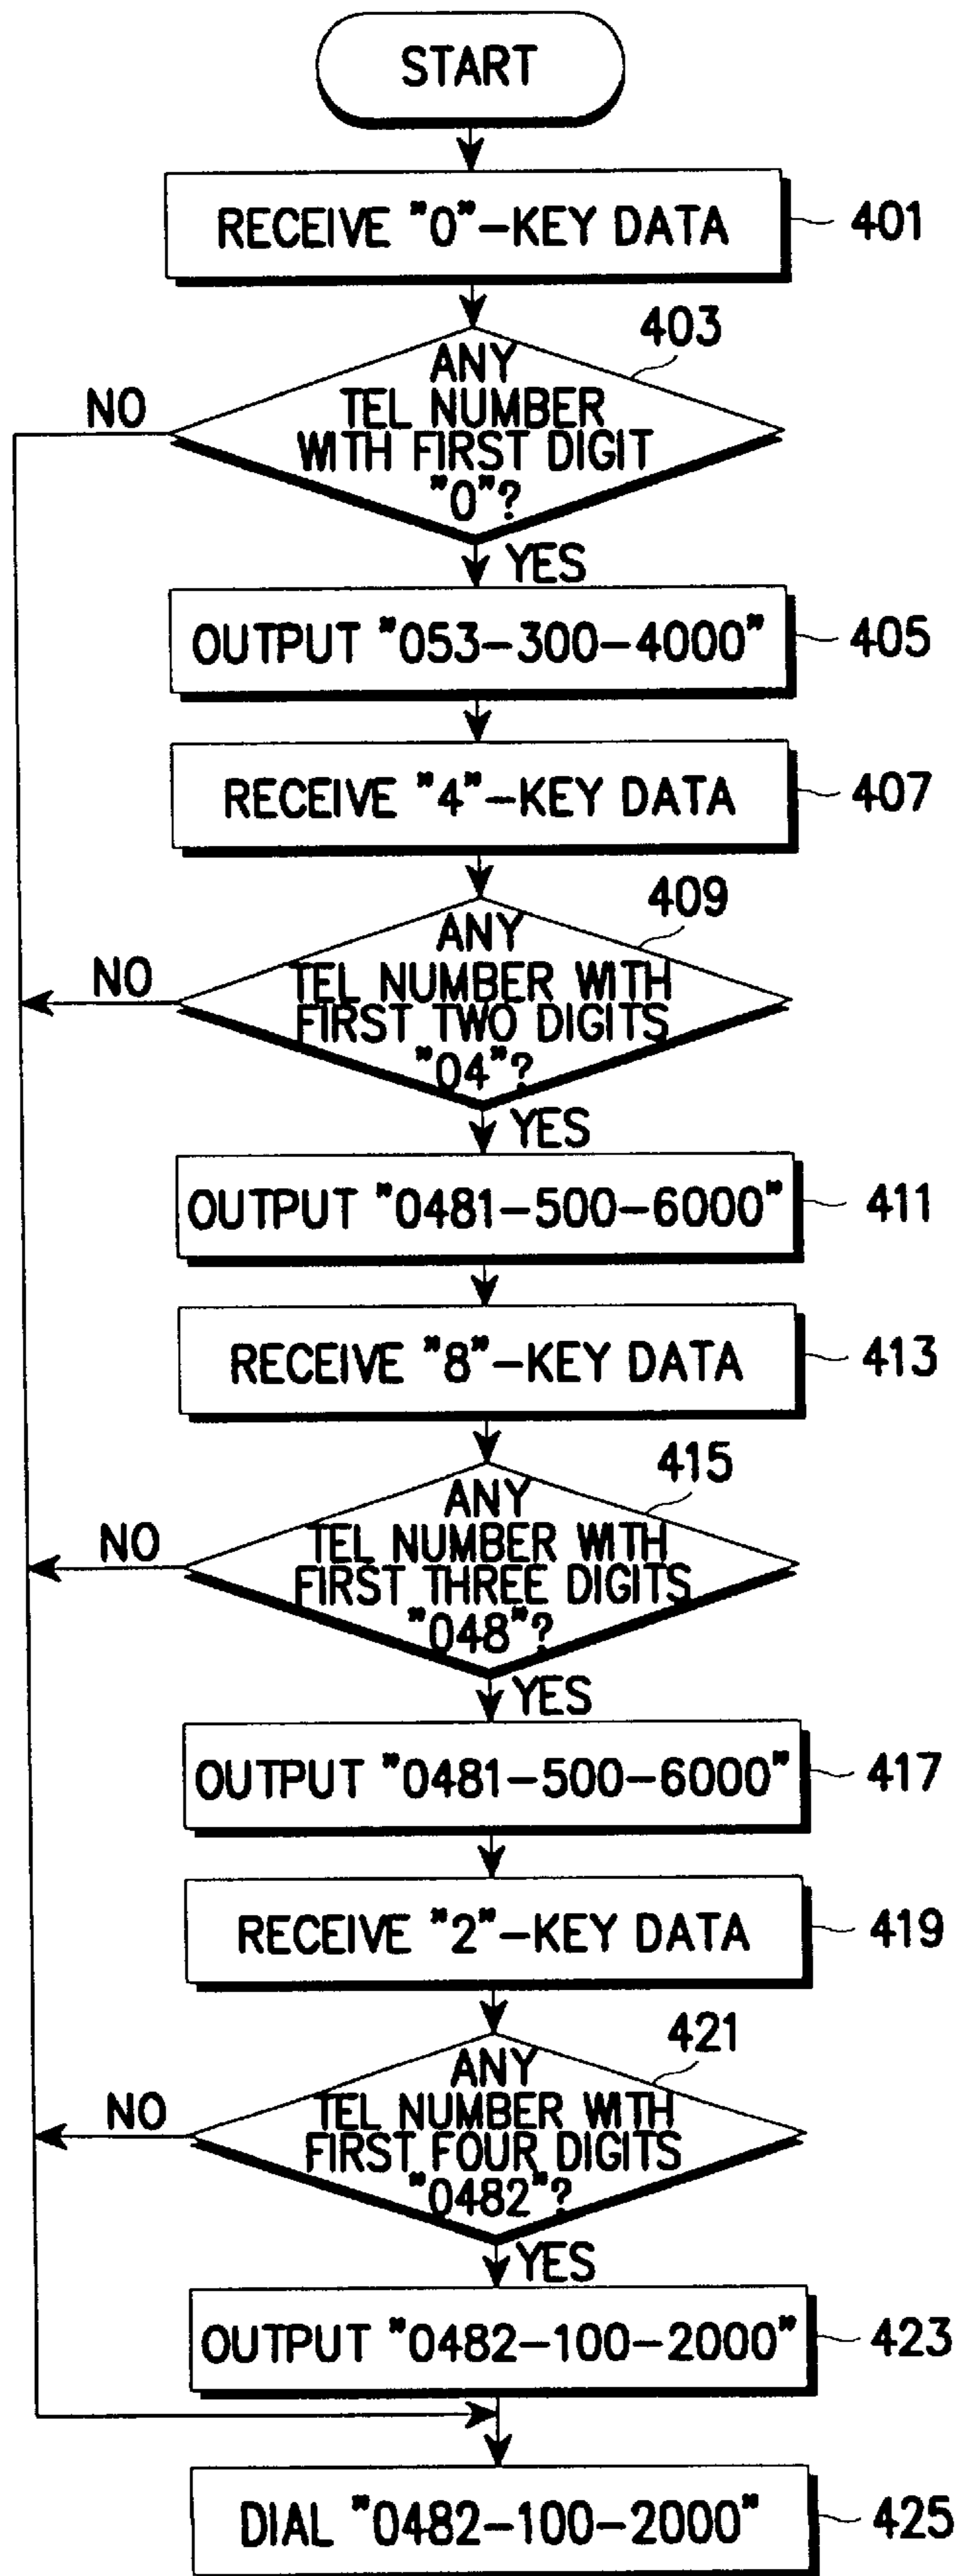 START
RECEIVE "0"-KEY DATA
401
403
ANY
TEL NUMBER
WITH FIRST DIGIT
"0"?
NO
YES
OUTPUT "053-300-4000"
405
RECEIVE "4"-KEY DATA
407
409
ANY
TEL NUMBER WITH
FIRST TWO DIGITS
"04"?
NO
YES
OUTPUT "0481-500-6000"
411
RECEIVE "8"-KEY DATA
413
415
ANY
TEL NUMBER WITH
FIRST THREE DIGITS
"048"?
NO
YES
OUTPUT "0481-500-6000"
417
RECEIVE "2"-KEY DATA
419
421
ANY
TEL NUMBER WITH
FIRST FOUR DIGITS
"0482"?
NO
YES
OUTPUT "0482-100-2000"
423
DIAL "0482-100-2000"
425